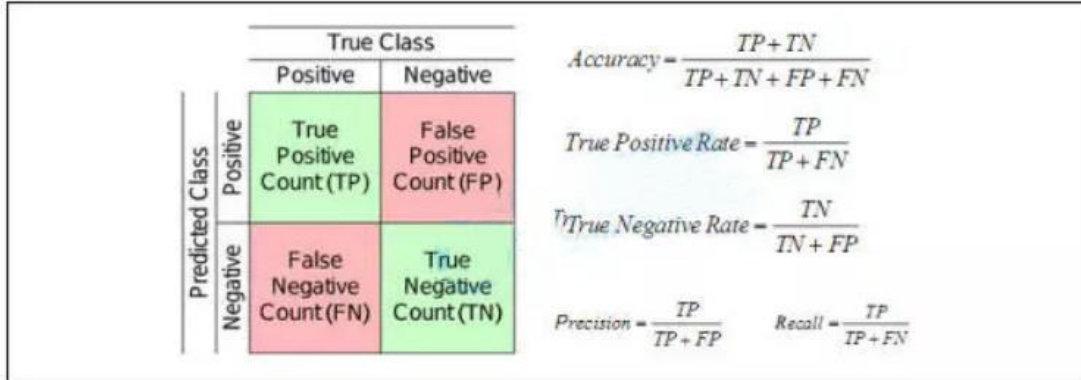 True Class
Positive Negative
Predicted Class
Positive
True
Positive
Count (TP)
False
Positive
Count (FP)
Negative
False
Negative
Count (FN)
True
Negative
Count (TN)
Accuracy = TP + TN / TP + TN + FP + FN
True Positive Rate = TP / TP + FN
True Negative Rate = TN / TN + FP
Precision = TP / TP + FP
Recall = TP / TP + FN